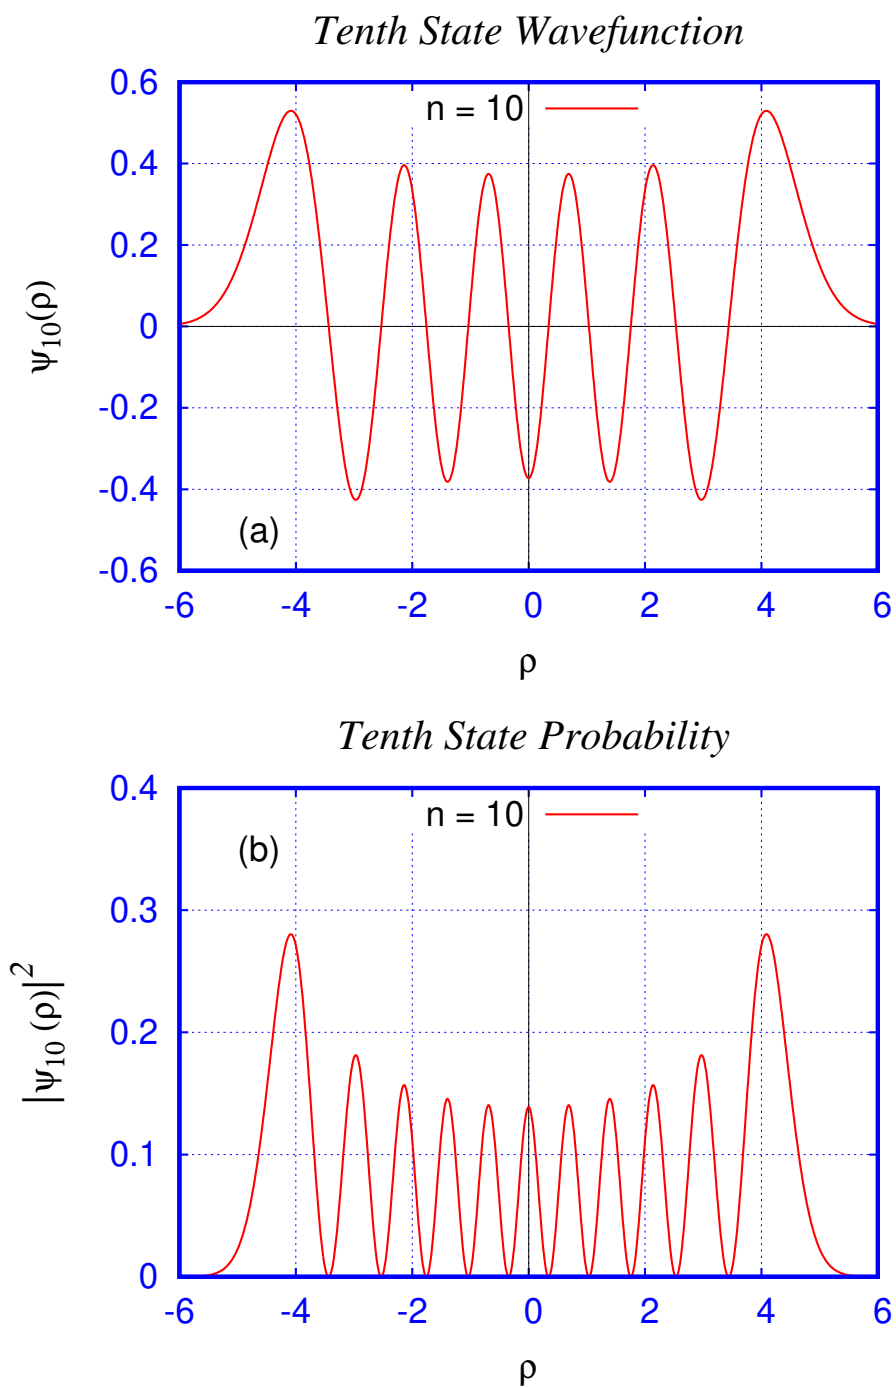 Tenth State Wavefunction
n = 10
0.6
0.4
0.2
0
-0.2
-0.4
-0.6
ψ10(ρ)
(a)
-6 -4 -2 0 2 4 6
ρ
Tenth State Probability
n = 10
(b)
0.4
0.3
0.2
0.1
0
|ψ10 (ρ)|2
-6 -4 -2 0 2 4 6
ρ